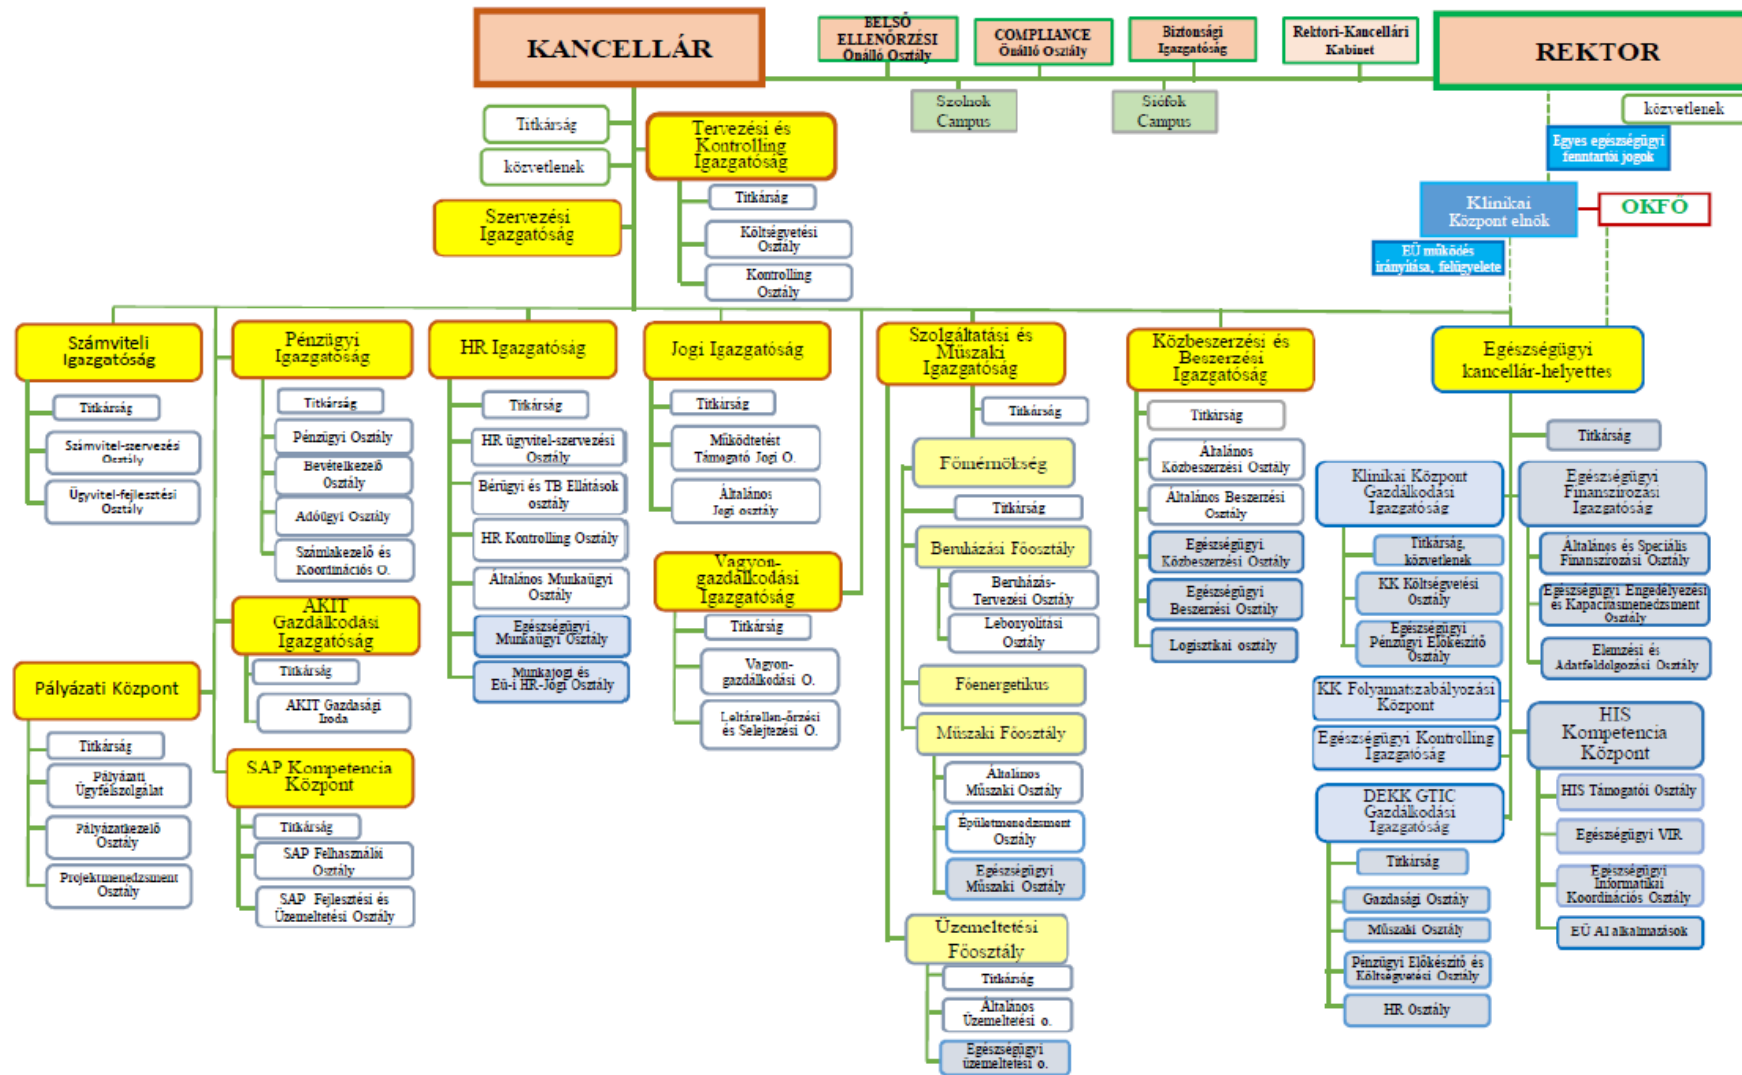 KANCELLÁR
BELSŐ
ELLENŐRZÉSI
Önálló Osztály
COMPLIANCE
Önálló Osztály
Biztonsági
Igazgatóság
Rektori-Kancellári
Kabinet
REKTOR
Szolnok
Campus
Siófok
Campus
közvetlenek
Titkárság
közvetlenek
Szervezési
Igazgatóság
Tervezési és
Kontrolling
Igazgatóság
Titkárság
Költségvetési
Osztály
Kontrolling
Osztály
Egyes egészségügyi
fenntartói jogok
Klinikai
Központ elnök
OKFŐ
EÜ működés
irányítása, felügyelete
Számviteli
Igazgatóság
Titkárság
Számvitel-szervezési
Osztály
Ügyvitel-fejlesztési
Osztály
Pályázati Központ
Titkárság
Pályázati
Ügyfélszolgálat
Pályázatkezelő
Osztály
Projektmenedzsment
Osztály
Pénzügyi
Igazgatóság
Titkárság
Pénzügyi Osztály
Bevételkezelő
Osztály
Adóügyi Osztály
Számlakezelő és
Koordinációs O.
AKIT
Gazdálkodási
Igazgatóság
Titkárság
AKIT Gazdasági
Iroda
SAP Kompetencia
Központ
Titkárság
SAP Felhasználói
Osztály
SAP Fejlesztési és
Üzemeltetési Osztály
HR Igazgatóság
Titkárság
HR ügyvitel-szervezési
Osztály
Bérügyi és TB Ellátások
osztály
HR Kontrolling Osztály
Általános Munkaügyi
Osztály
Egészségügyi
Munkaügyi Osztály
Munkajogi és
Eü-i HR-Jogi Osztály
Jogi Igazgatóság
Titkárság
Működtetést
Támogató Jogi O.
Általános
Jogi osztály
Vagyon-
gazdálkodási
Igazgatóság
Titkárság
Vagyon-
gazdálkodási O.
Leltárellen-őrzési
és Selejtezési O.
Szolgáltatási és
Műszaki
Igazgatóság
Titkárság
Főmérnökség
Titkárság
Beruházási Főosztály
Beruházás-
Tervezési Osztály
Lebonyolítási
Osztály
Főenergetikus
Műszaki Főosztály
Általános
Műszaki Osztály
Épületmenedzsment
Osztály
Egészségügyi
Műszaki Osztály
Üzemeltetési
Főosztály
Titkárság
Általános
Üzemeltetési o.
Egészségügyi
üzemeltetési o.
Közbeszerzési és
Beszerzési
Igazgatóság
Titkárság
Általános
Közbeszerzési Osztály
Általános Beszerzési
Osztály
Egészségügyi
Közbeszerzési Osztály
Egészségügyi
Beszerzési Osztály
Logisztikai osztály
Egészségügyi
kancellár-helyettes
Titkárság
Klinikai Központ
Gazdálkodási
Igazgatóság
Titkárság,
közvetlenek
KK Költségvetési
Osztály
Egészségügyi
Pénzügyi Előkészítő
Osztály
KK Folyamatszabályozási
Központ
Egészségügyi Kontrolling
Igazgatóság
DEKK GTIC
Gazdálkodási
Igazgatóság
Titkárság
Gazdasági Osztály
Műszaki Osztály
Pénzügyi Előkészítő és
Költségvetési Osztály
HR Osztály
Egészségügyi
Finanszírozási
Igazgatóság
Általános és Speciális
Finanszírozási Osztály
Egészségügyi Engedélyezési
és Kapacitásmenedzsment
Osztály
Elemzési és
Adatfeldolgozási Osztály
HIS
Kompetencia
Központ
HIS Támogatói Osztály
Egészségügyi VIR
Egészségügyi
Informatikai
Koordinációs Osztály
EÜ AI alkalmazások